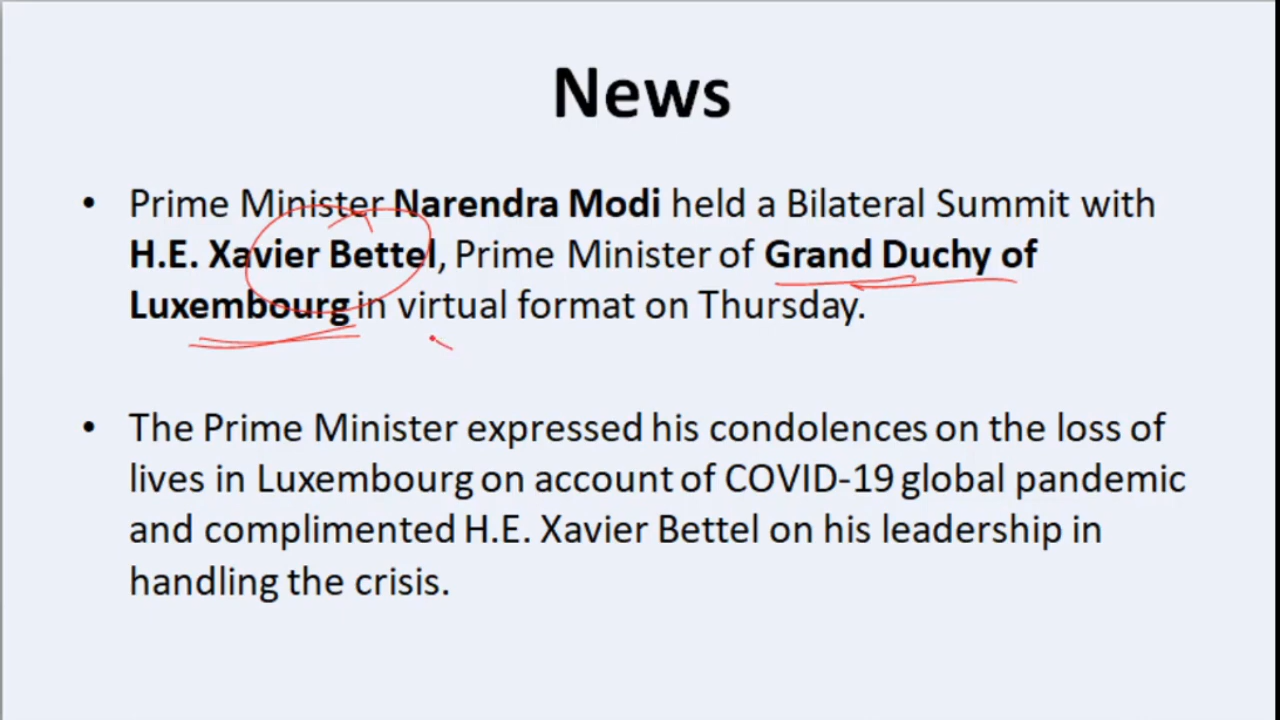 News
• Prime Minister Narendra Modi held a Bilateral Summit with
H.E. Xavier Bettel, Prime Minister of Grand Duchy of
Luxembourg in virtual format on Thursday.
• The Prime Minister expressed his condolences on the loss of
lives in Luxembourg on account of COVID-19 global pandemic
and complimented H.E. Xavier Bettel on his leadership in
handling the crisis.